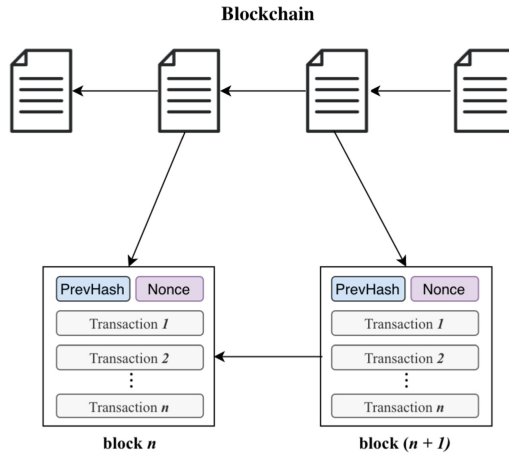 Blockchain
PrevHash Nonce
Transaction 1
Transaction 2
⋮
Transaction n
block n
PrevHash Nonce
Transaction 1
Transaction 2
⋮
Transaction n
block (n + 1)